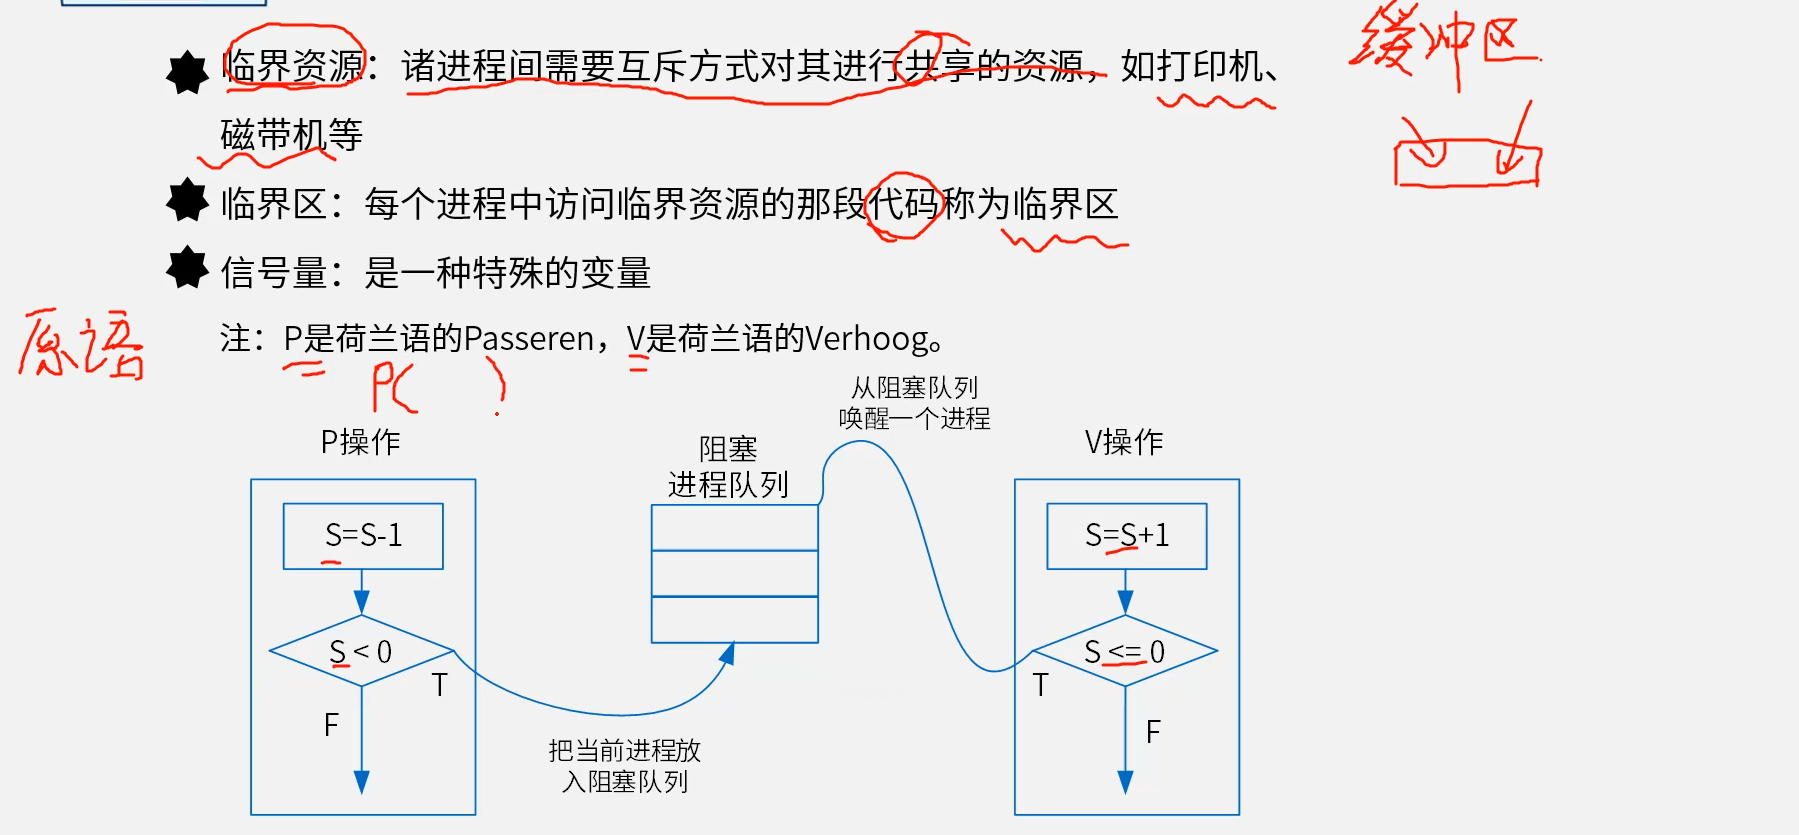 临界资源：诸进程间需要互斥方式对其进行共享的资源，如打印机、
磁带机等
缓冲区
临界区：每个进程中访问临界资源的那段代码称为临界区
信号量：是一种特殊的变量
原语
注：P是荷兰语的Passeren，V是荷兰语的Verhoog。
P( )
从阻塞队列
唤醒一个进程
P操作
阻塞
进程队列
V操作
S=S-1
S=S+1
S < 0
S <= 0
T
T
F
F
把当前进程放
入阻塞队列